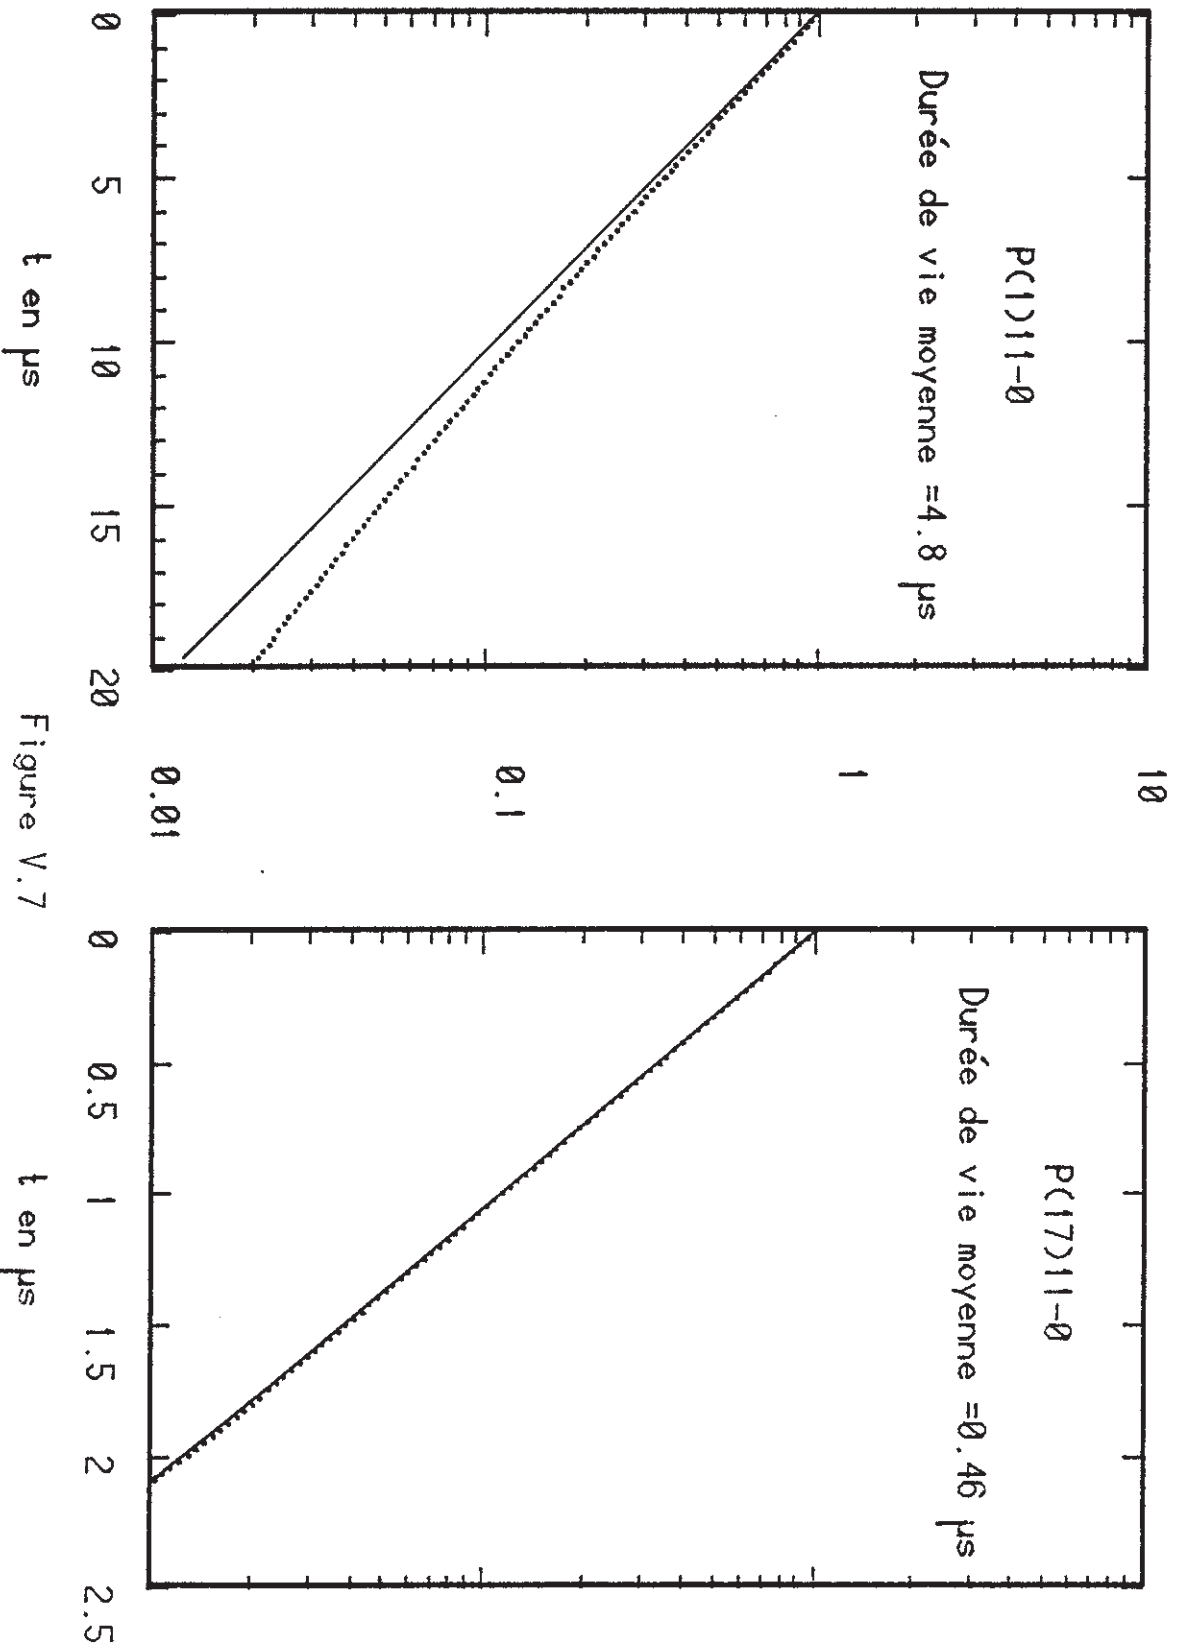 P(1)11-0
Durée de vie moyenne =4.8 µs
0 5 10 15 20
t en µs
10
1
0.1
0.01
P(17)11-0
Durée de vie moyenne =0.46 µs
0 0.5 1 1.5 2 2.5
t en µs
Figure V.7